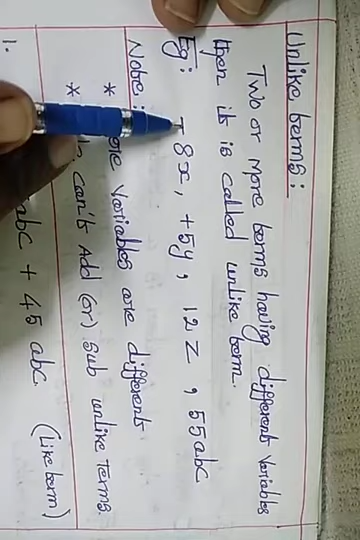 Unlike terms:
Two or more terms having different variables
then it is called unlike term.
Eg: - 8x, +5y, 12z, 55abc
Note:
* Variables are different
* can't Add (or) Sub unlike Terms.
1. abc + 45 abc (Like term)